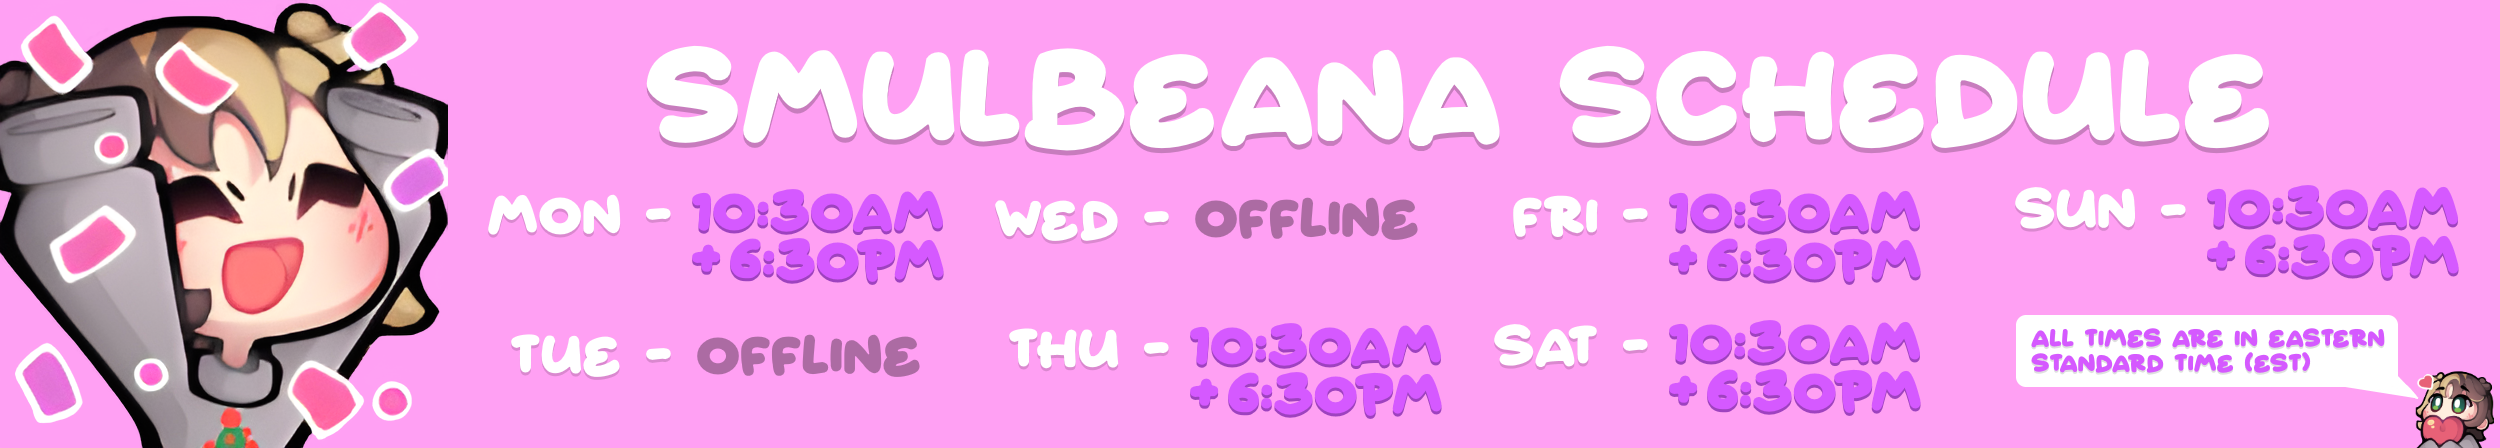 SMULBEANA SCHEDULE
MON - 10:30AM
+ 6:30PM
TUE - OFFLINE
WED - OFFLINE
THU - 10:30AM
+ 6:30PM
FRI - 10:30AM
+ 6:30PM
SAT - 10:30AM
+ 6:30PM
SUN - 10:30AM
+ 6:30PM
ALL TIMES ARE IN EASTERN
STANDARD TIME (EST)